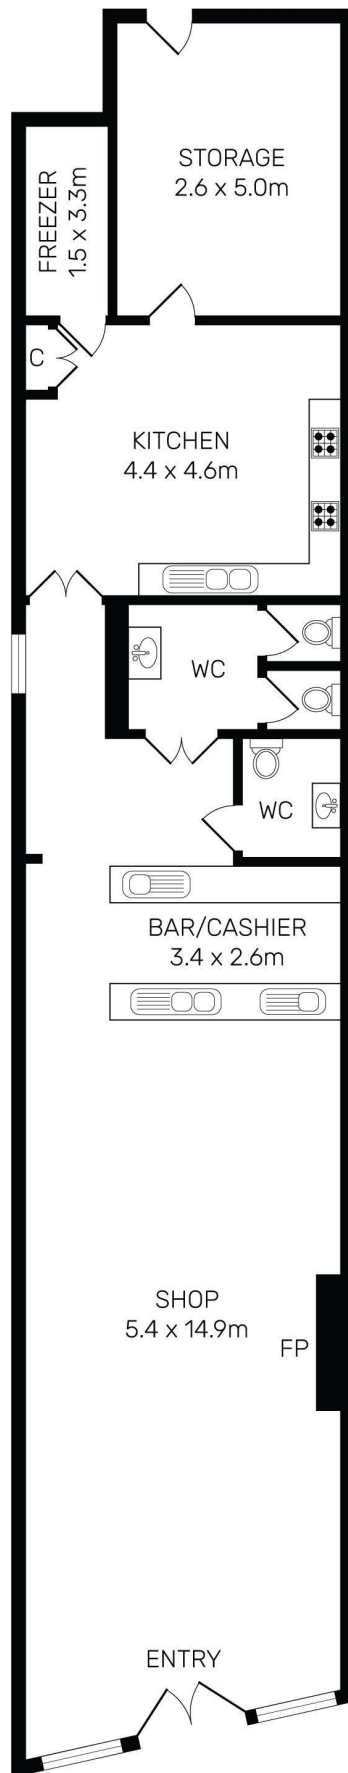 STORAGE
2.6 x 5.0m
FREEZER
1.5 x 3.3m
C
KITCHEN
4.4 x 4.6m
WC
WC
BAR/CASHIER
3.4 x 2.6m
SHOP
5.4 x 14.9m
FP
ENTRY